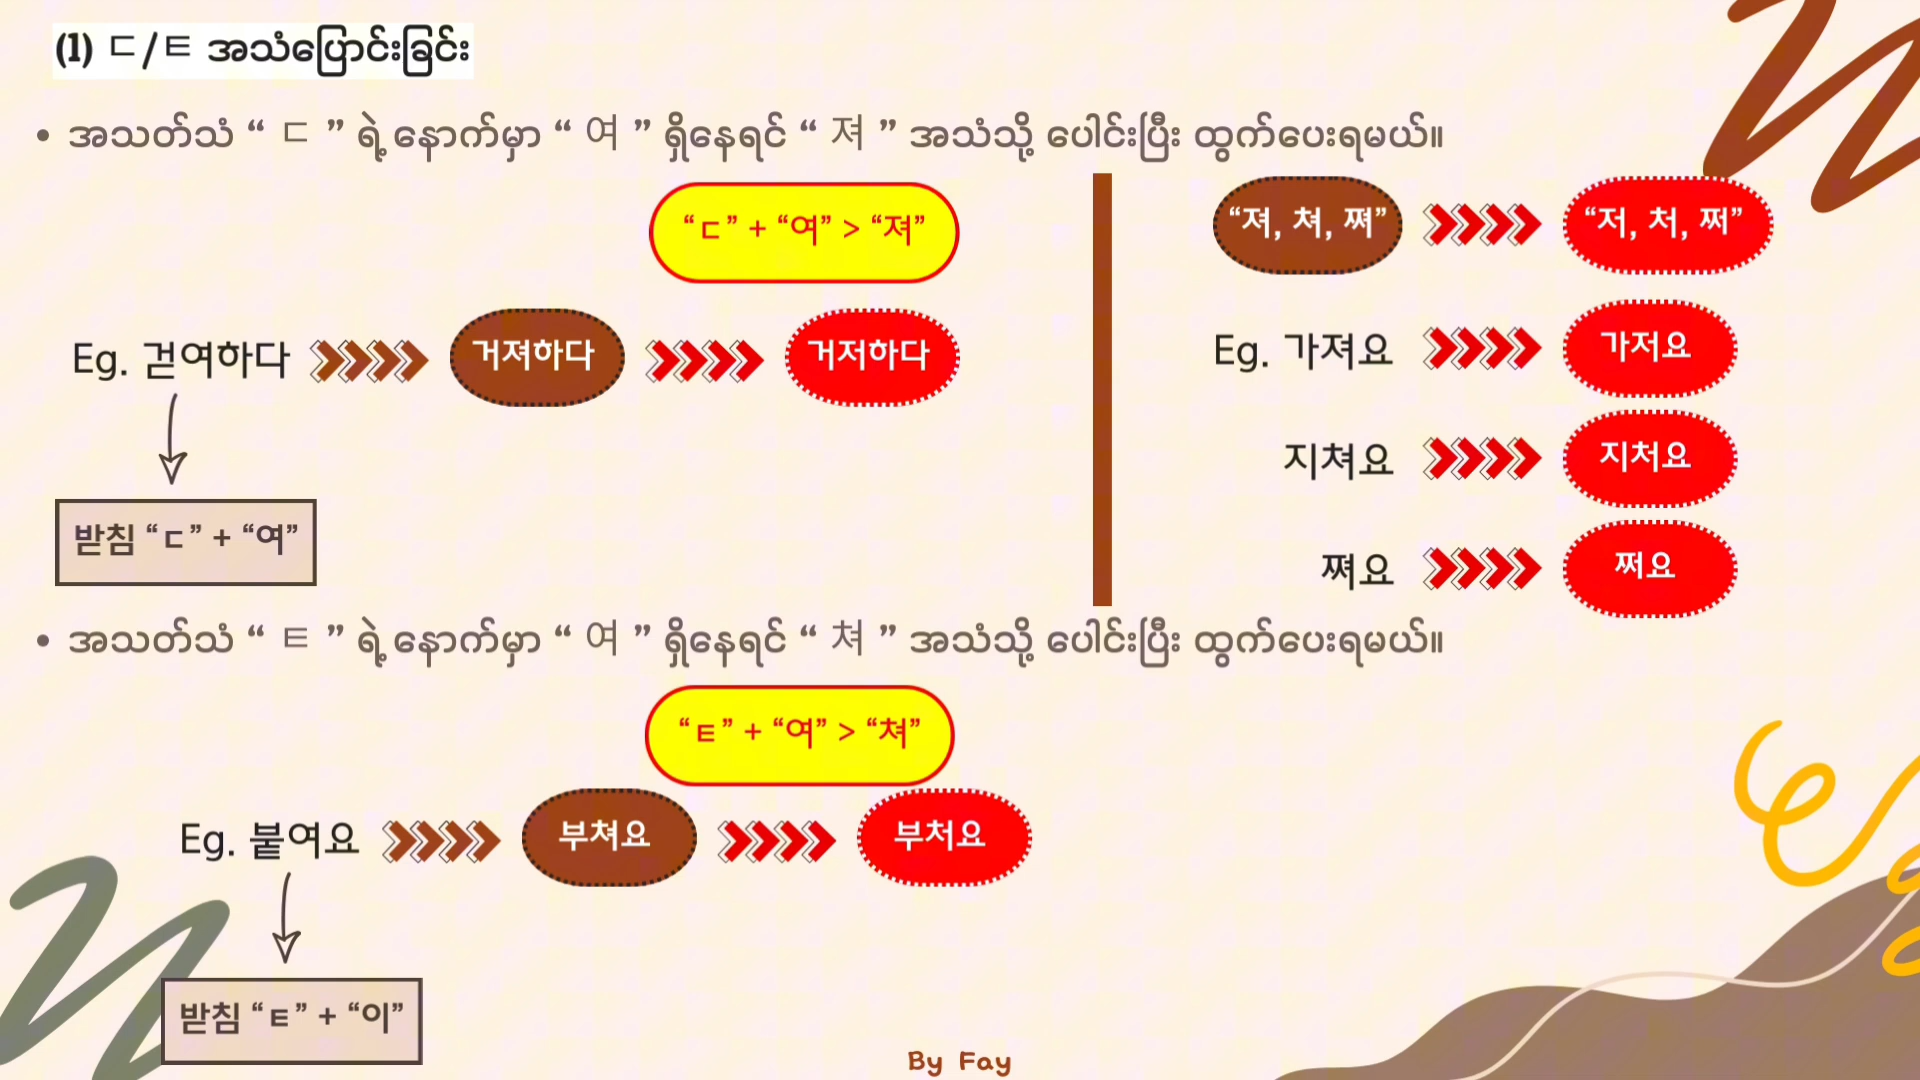 (1) ㄷ/ㅌ အသံပြောင်းခြင်း
• အသတ်သံ “ ㄷ ” ရဲ့ နောက်မှာ “ 여 ” ရှိနေရင် “ 져 ” အသံသို့ ပေါင်းပြီး ထွက်ပေးရမယ်။
“ㄷ” + “여” > “져”
Eg. 걷여하다 거져하다 거저하다
받침 “ㄷ” + “여”
“져, 쳐, 쪄” “저, 처, 쩌”
Eg. 가져요 가저요
지쳐요 지처요
쪄요 쩌요
• အသတ်သံ “ ㅌ ” ရဲ့ နောက်မှာ “ 여 ” ရှိနေရင် “ 쳐 ” အသံသို့ ပေါင်းပြီး ထွက်ပေးရမယ်။
“ㅌ” + “여” > “쳐”
Eg. 붙여요 부쳐요 부처요
받침 “ㅌ” + “이”
By Fay